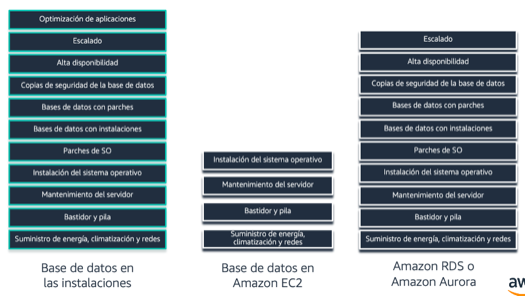 Optimización de aplicaciones
Escalado
Alta disponibilidad
Copias de seguridad de la base de datos
Bases de datos con parches
Bases de datos con instalaciones
Parches de SO
Instalación del sistema operativo
Mantenimiento del servidor
Bastidor y pila
Suministro de energía, climatización y redes
Base de datos en
las instalaciones
Instalación del sistema operativo
Mantenimiento del servidor
Bastidor y pila
Suministro de energía,
climatización y redes
Base de datos en
Amazon EC2
Escalado
Alta disponibilidad
Copias de seguridad de la base de datos
Bases de datos con parches
Bases de datos con instalaciones
Parches de SO
Instalación del sistema operativo
Mantenimiento del servidor
Bastidor y pila
Suministro de energía, climatización y redes
Amazon RDS o
Amazon Aurora